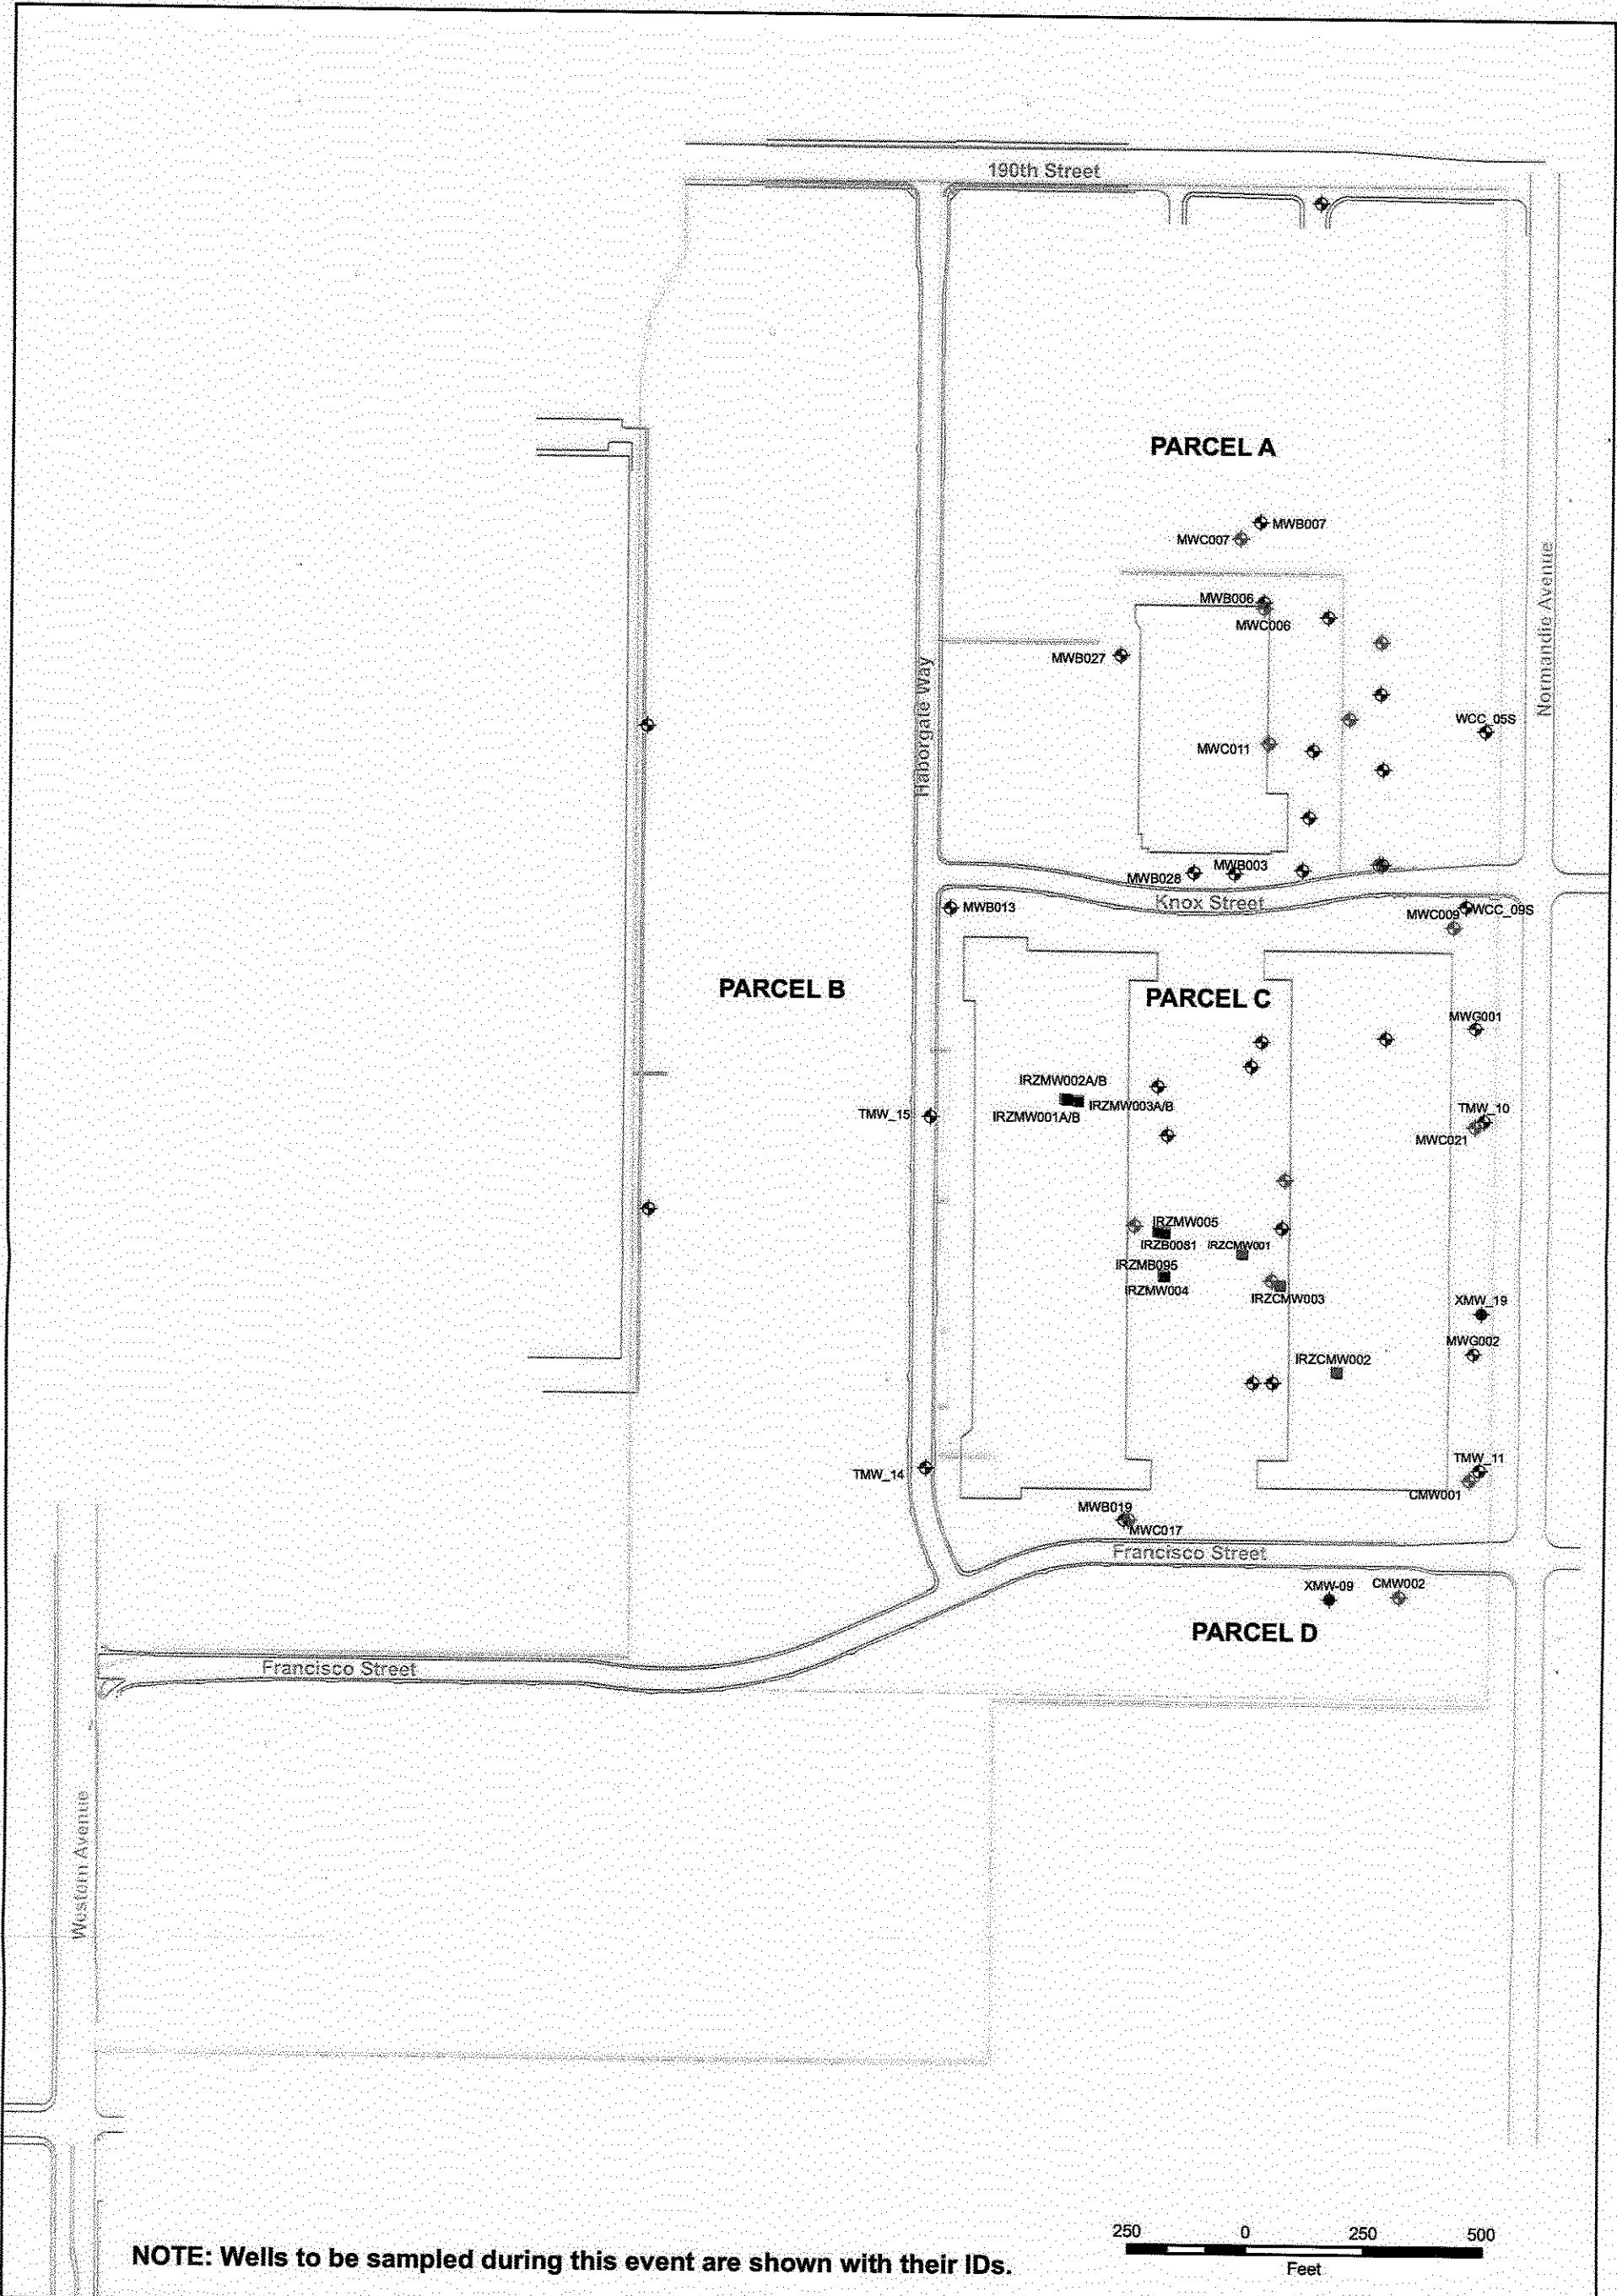 190th Street
PARCEL A
MWB007
MWC007
Normandie Avenue
MWB006
MWC006
MWB027
Haborgate Way
WCC_05S
MWC011
MWB003
MWB028
Knox Street
MWB013
MWC009
WCC_09S
PARCEL B
PARCEL C
MWG001
IRZMW002A/B
IRZMW003A/B
IRZMW001A/B
TMW_15
TMW_10
MWC021
IRZMW005
IRZB0081
IRZCMW001
IRZMB095
IRZMW004
IRZCMW003
XMW_19
MWG002
IRZCMW002
TMW_14
TMW_11
CMW001
MWB019
MWC017
Francisco Street
XMW-09
CMW002
PARCEL D
Francisco Street
Western Avenue
250 0 250 500
Feet
NOTE: Wells to be sampled during this event are shown with their IDs.